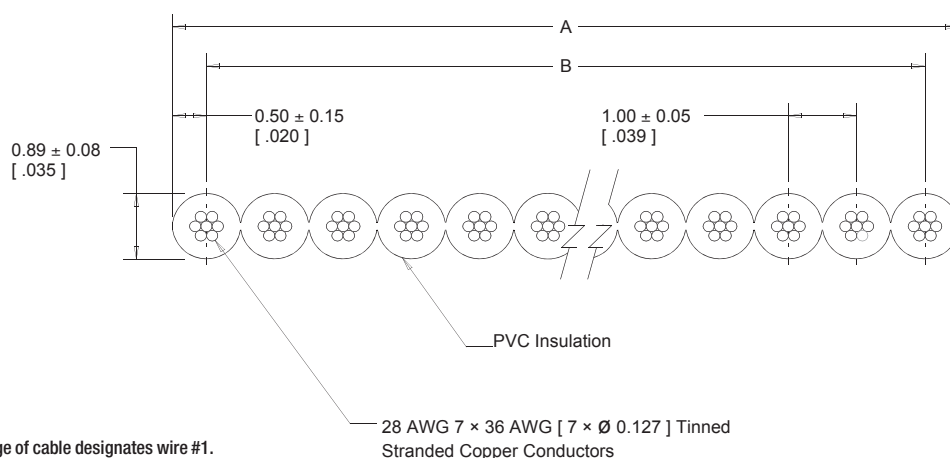 A
B
0.50 ± 0.15
[ .020 ]
1.00 ± 0.05
[ .039 ]
0.89 ± 0.08
[ .035 ]
PVC Insulation
28 AWG 7 × 36 AWG [ 7 × Ø 0.127 ] Tinned
Stranded Copper Conductors
of cable designates wire #1.